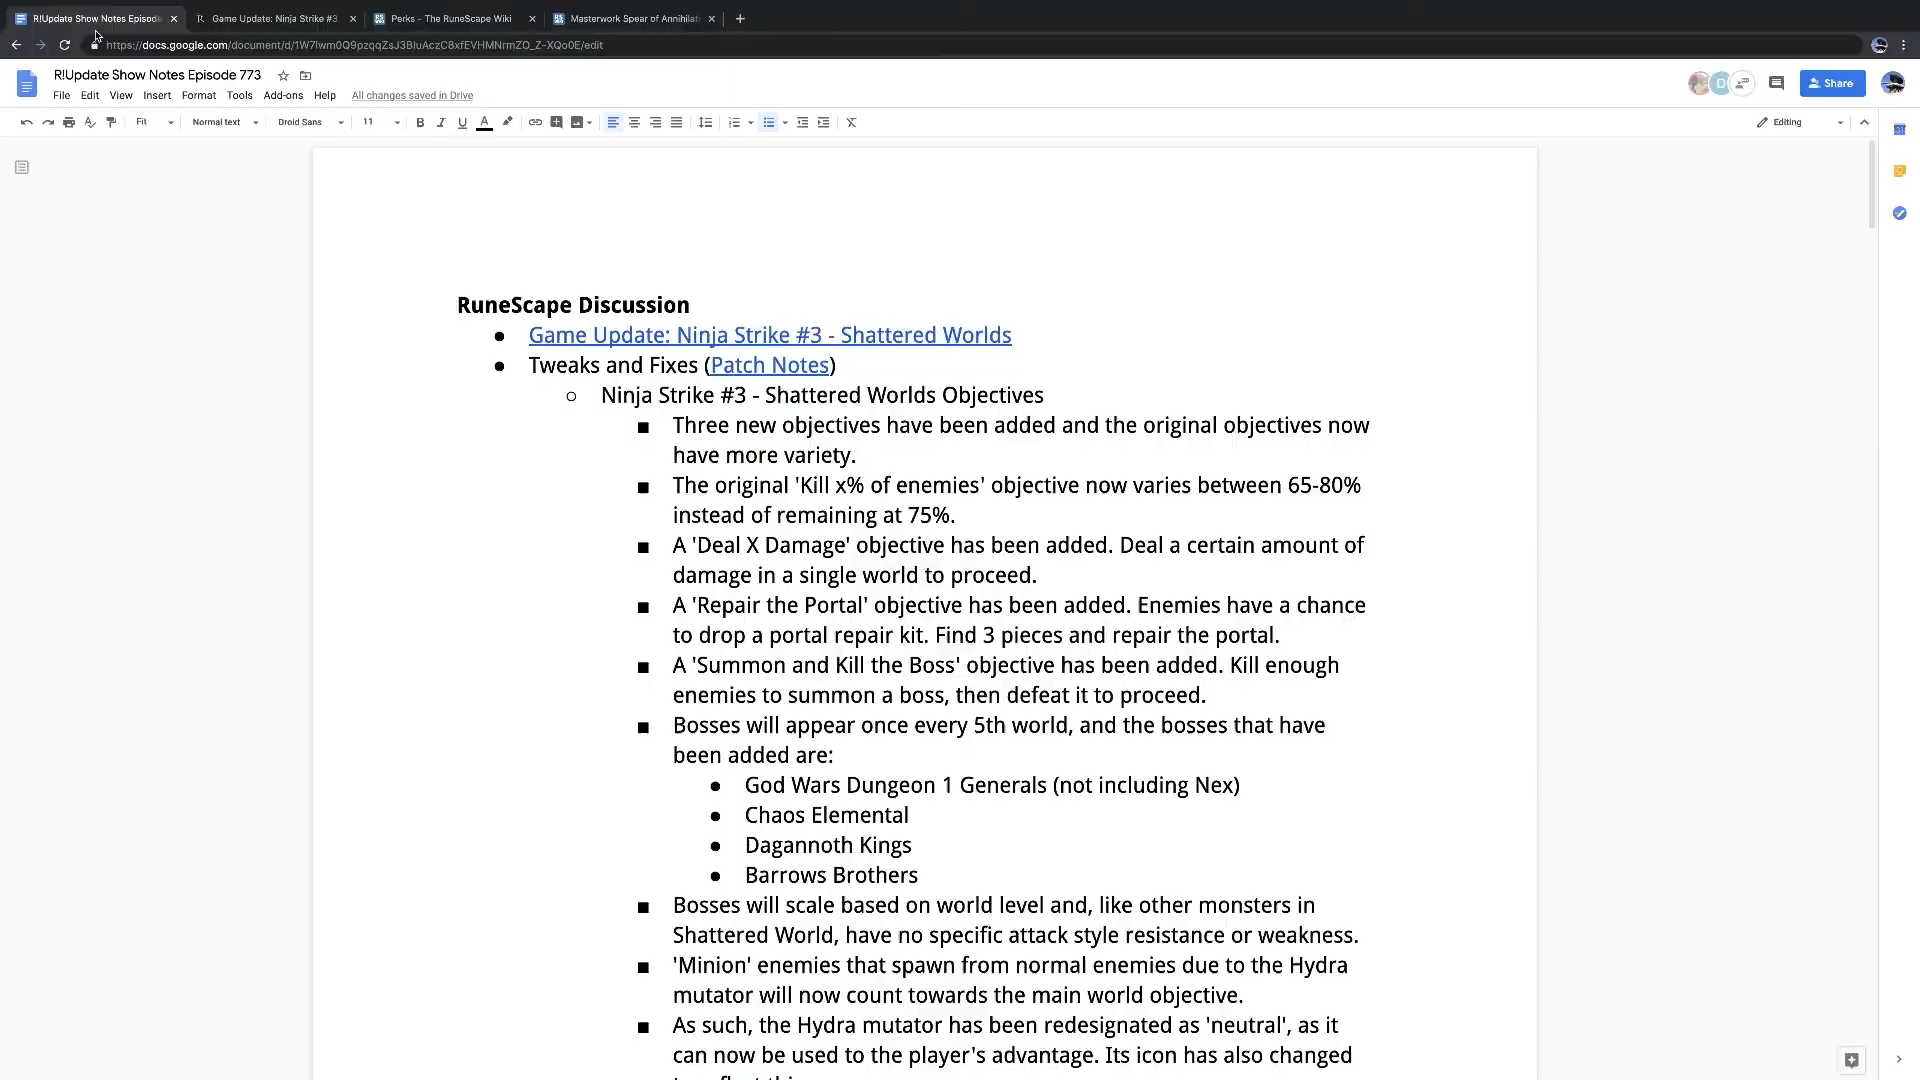 R!Update Show Notes Episode
Game Update: Ninja Strike #3
Perks - The RuneScape Wiki
Masterwork Spear of Annihilat
https://docs.google.com/document/d/1W7lwm0Q9pzqqZsJ3BluAczC8xfEVHMNrmZO_Z-XQo0E/edit
R!Update Show Notes Episode 773
File Edit View Insert Format Tools Add-ons Help All changes saved in Drive
D
Share
Fit Normal text Droid Sans 11 B I U A Editing
31
RuneScape Discussion
● Game Update: Ninja Strike #3 - Shattered Worlds
● Tweaks and Fixes (Patch Notes)
○ Ninja Strike #3 - Shattered Worlds Objectives
■ Three new objectives have been added and the original objectives now
have more variety.
■ The original 'Kill x% of enemies' objective now varies between 65-80%
instead of remaining at 75%.
■ A 'Deal X Damage' objective has been added. Deal a certain amount of
damage in a single world to proceed.
■ A 'Repair the Portal' objective has been added. Enemies have a chance
to drop a portal repair kit. Find 3 pieces and repair the portal.
■ A 'Summon and Kill the Boss' objective has been added. Kill enough
enemies to summon a boss, then defeat it to proceed.
■ Bosses will appear once every 5th world, and the bosses that have
been added are:
● God Wars Dungeon 1 Generals (not including Nex)
● Chaos Elemental
● Dagannoth Kings
● Barrows Brothers
■ Bosses will scale based on world level and, like other monsters in
Shattered World, have no specific attack style resistance or weakness.
■ 'Minion' enemies that spawn from normal enemies due to the Hydra
mutator will now count towards the main world objective.
■ As such, the Hydra mutator has been redesignated as 'neutral', as it
can now be used to the player's advantage. Its icon has also changed